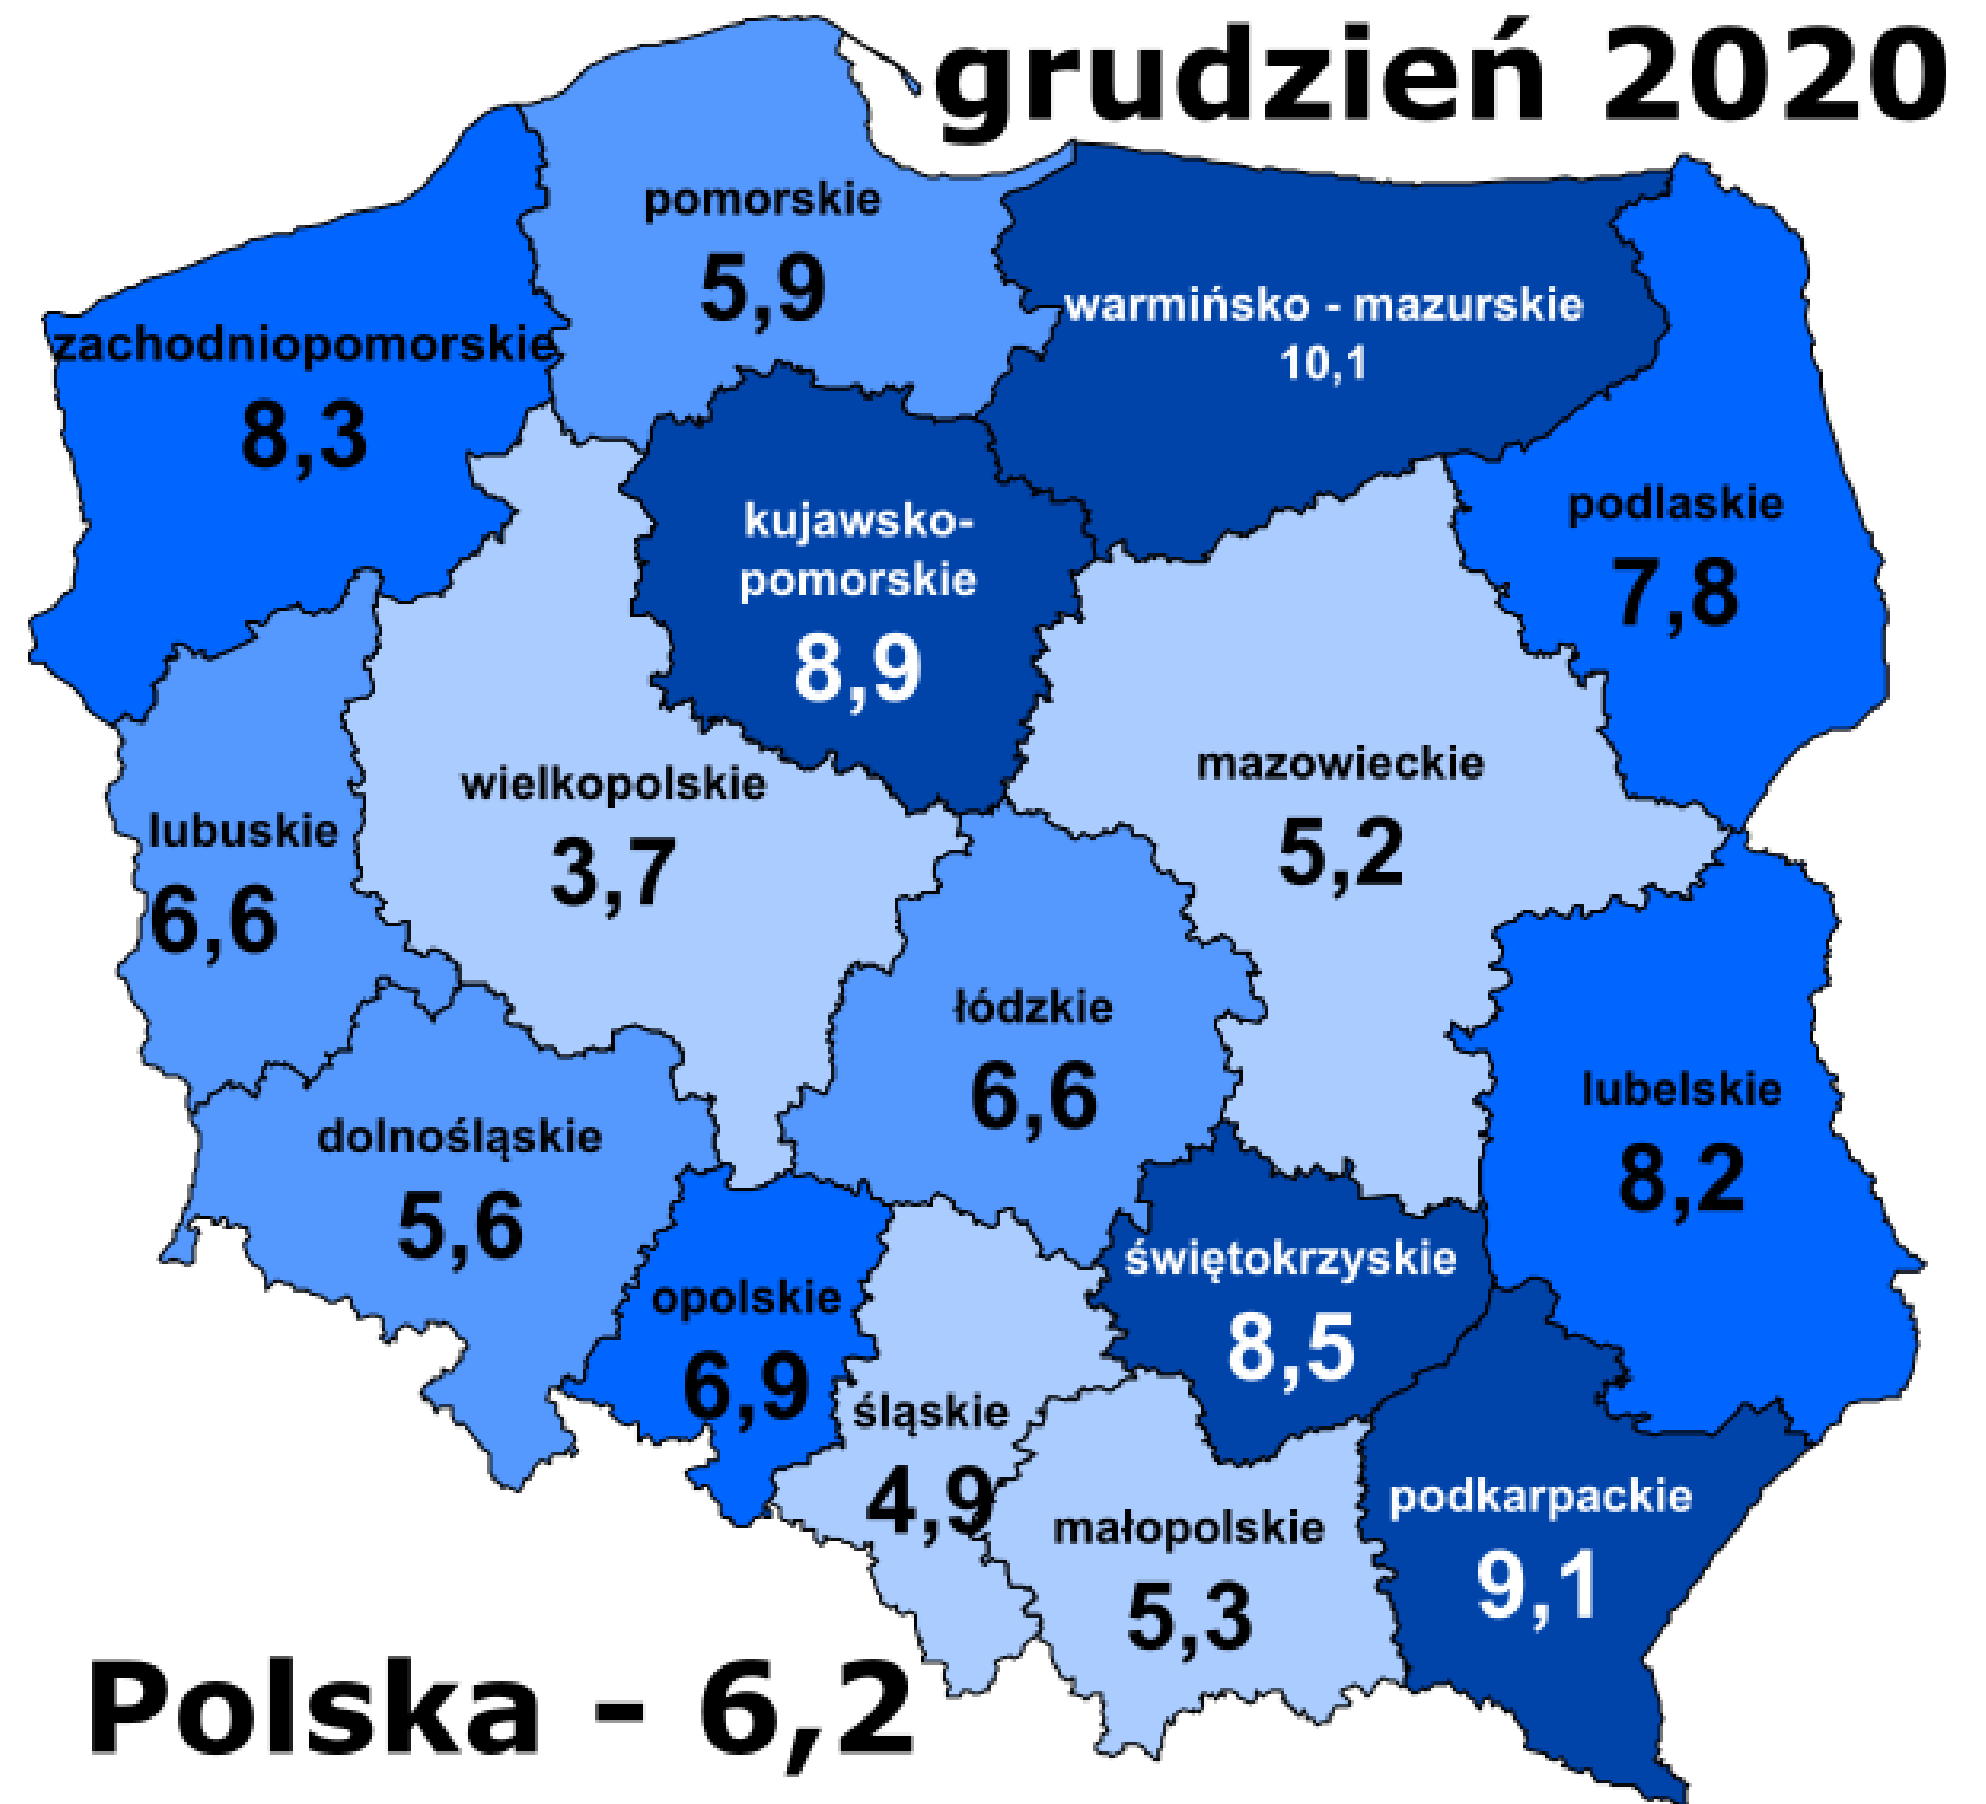 grudzień 2020
pomorskie
5,9
warmińsko - mazurskie
10,1
zachodniopomorskie
8,3
podlaskie
7,8
kujawsko-
pomorskie
8,9
mazowieckie
5,2
wielkopolskie
3,7
lubuskie
6,6
łódzkie
6,6
lubelskie
8,2
dolnośląskie
5,6
świętokrzyskie
8,5
opolskie
6,9
śląskie
4,9
małopolskie
5,3
podkarpackie
9,1
Polska - 6,2